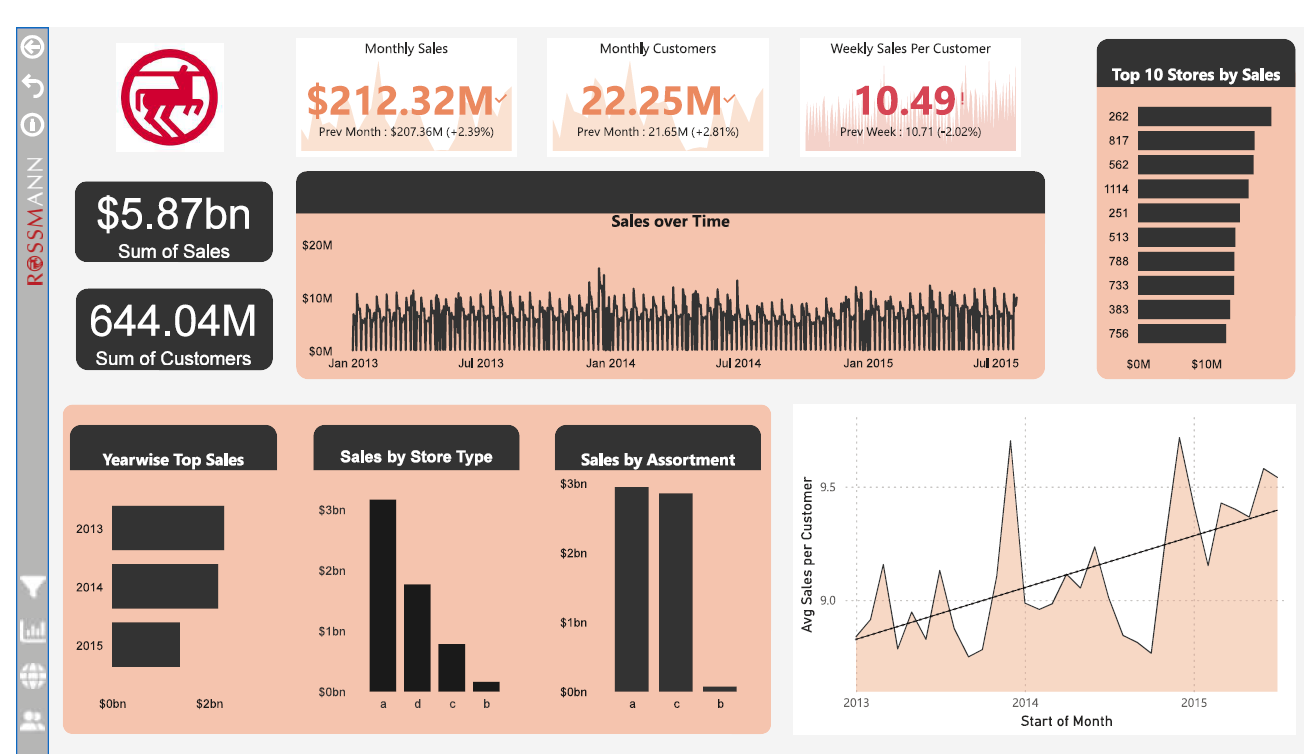 ROSSMANN
Monthly Sales
$212.32M
Prev Month : $207.36M (+2.39%)
Monthly Customers
22.25M
Prev Month : 21.65M (+2.81%)
Weekly Sales Per Customer
10.49!
Prev Week : 10.71 (-2.02%)
Top 10 Stores by Sales
262
817
562
1114
251
513
788
733
383
756
$0M $10M
$5.87bn
Sum of Sales
644.04M
Sum of Customers
Sales over Time
$20M
$10M
$0M
Jan 2013 Jul 2013 Jan 2014 Jul 2014 Jan 2015 Jul 2015
Yearwise Top Sales
2013
2014
2015
$0bn $2bn
Sales by Store Type
$3bn
$2bn
$1bn
$0bn
a d c b
Sales by Assortment
$3bn
$2bn
$1bn
$0bn
a c b
Avg Sales per Customer
9.5
9.0
2013 2014 2015
Start of Month